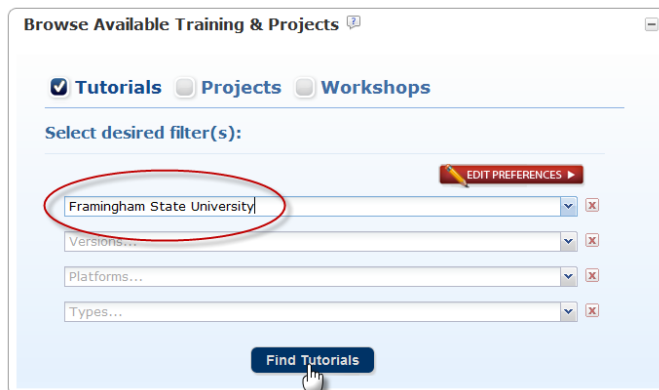 Browse Available Training & Projects
Tutorials Projects Workshops
Select desired filter(s):
EDIT PREFERENCES
Framingham State University
Versions...
Platforms...
Types...
Find Tutorials